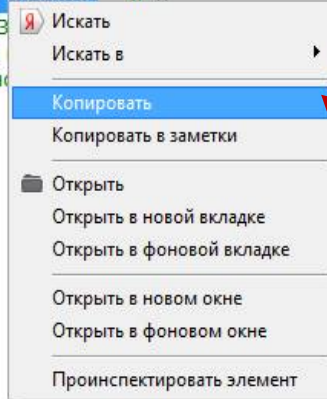 Я Искать
Искать в
Копировать
Копировать в заметки
Открыть
Открыть в новой вкладке
Открыть в фоновой вкладке
Открыть в новом окне
Открыть в фоновом окне
Проинспектировать элемент